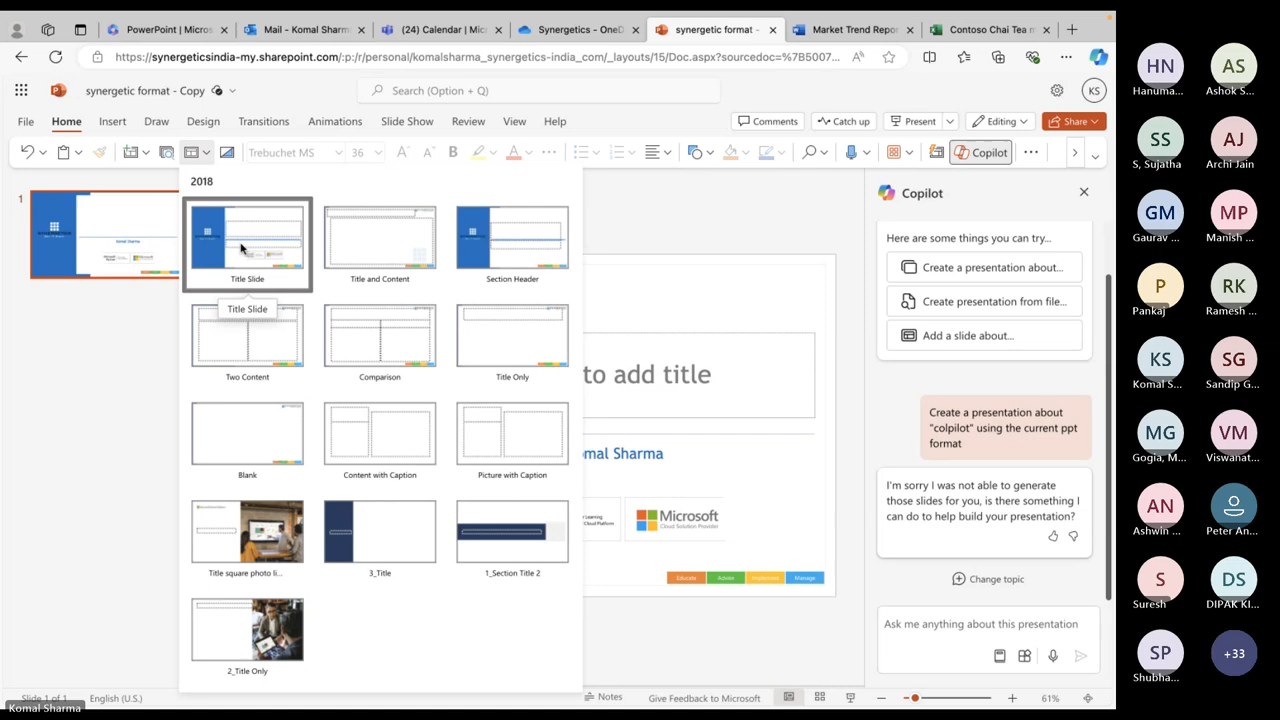 PowerPoint | Micros
Mail - Komal Sharm
(24) Calendar | Mic
Synergetics - OneD
synergetic format -
Market Trend Repo
Contoso Chai Tea m
https://synergeticsindia-my.sharepoint.com/:p:/r/personal/komalsharma_synergetics-india_com/_layouts/15/Doc.aspx?sourcedoc=%7B5007...
synergetic format - Copy
Search (Option + Q)
KS
File
Home
Insert
Draw
Design
Transitions
Animations
Slide Show
Review
View
Help
Comments
Catch up
Present
Editing
Share
Trebuchet MS
36
B
Copilot
1
Komal Sharma
2018
Title Slide
Title and Content
Section Header
Title Slide
Two Content
Comparison
Title Only
Blank
Content with Caption
Picture with Caption
Title square photo li...
3_Title
1_Section Title 2
2_Title Only
to add title
mal Sharma
Learning
Cloud Platform
Microsoft
Cloud Solution Provider
Educate
Advise
Implement
Manage
Copilot
Here are some things you can try...
Create a presentation about...
Create presentation from file...
Add a slide about...
Create a presentation about
"colpilot" using the current ppt
format
I'm sorry I was not able to generate
those slides for you, is there something I
can do to help build your presentation?
Change topic
Ask me anything about this presentation
Slide 1 of 1
English (U.S.)
Notes
Give Feedback to Microsoft
61%
Komal Sharma
HN
Hanuma...
AS
Ashok S...
SS
S, Sujatha
AJ
Archi Jain
GM
Gaurav ...
MP
Manish ...
P
Pankaj
RK
Ramesh ...
KS
Komal S...
SG
Sandip G...
MG
Gogia, M...
VM
Viswanat...
AN
Ashwin ...
Peter An...
S
Suresh
DS
DIPAK KI...
SP
Shubha...
+33